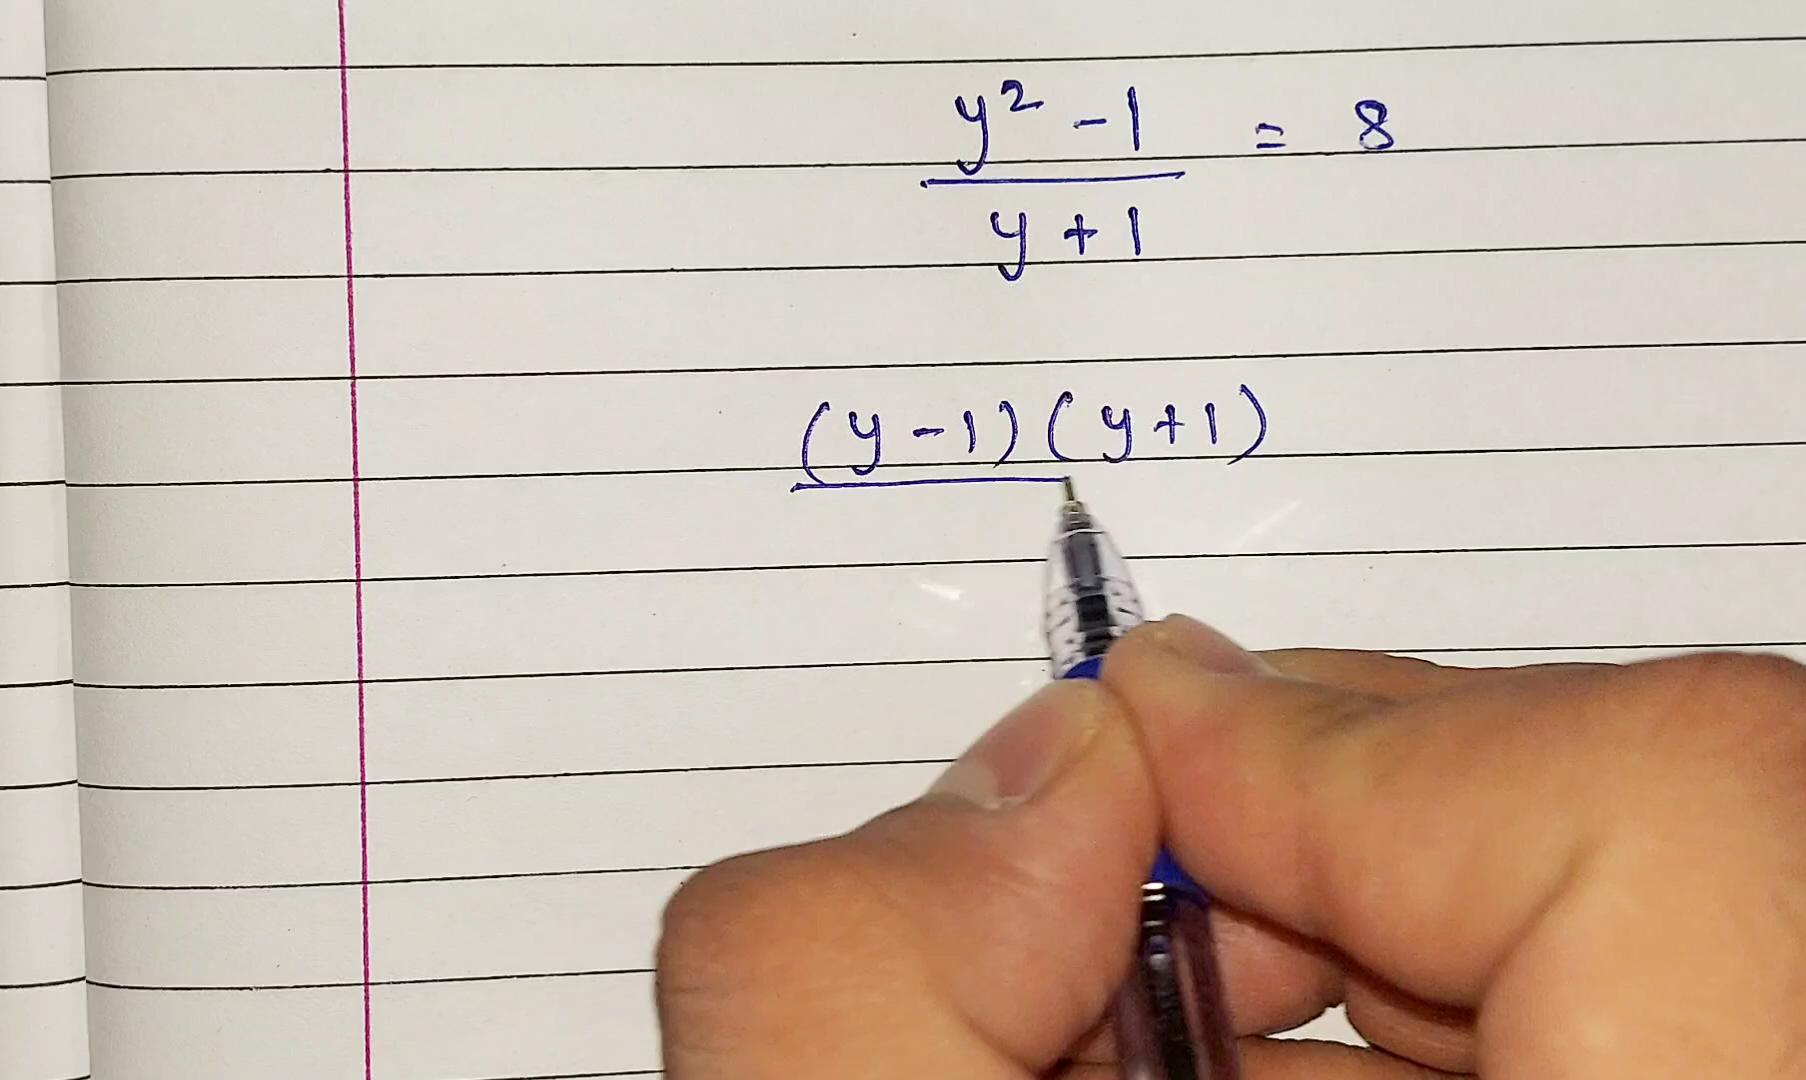 y² - 1 = 8
y + 1
(y - 1) (y + 1)